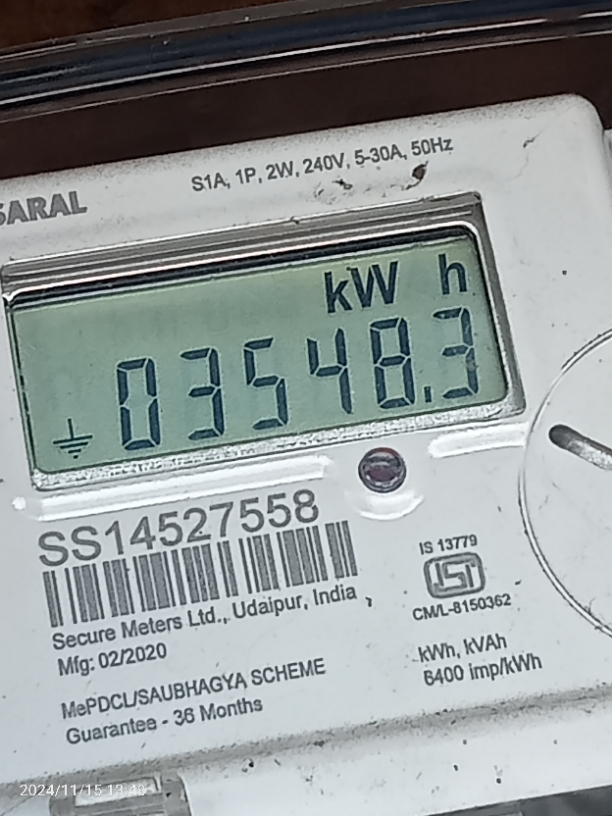 SARAL
S1A, 1P, 2W, 240V, 5-30A, 50Hz
kW h
03548.3
SS14527558
Secure Meters Ltd., Udaipur, India
Mfg: 02/2020
MePDCL/SAUBHAGYA SCHEME
Guarantee - 36 Months
IS 13779
ISI
CM/L-8150362
kWh, kVAh
6400 imp/kWh
2024/11/15 13:40